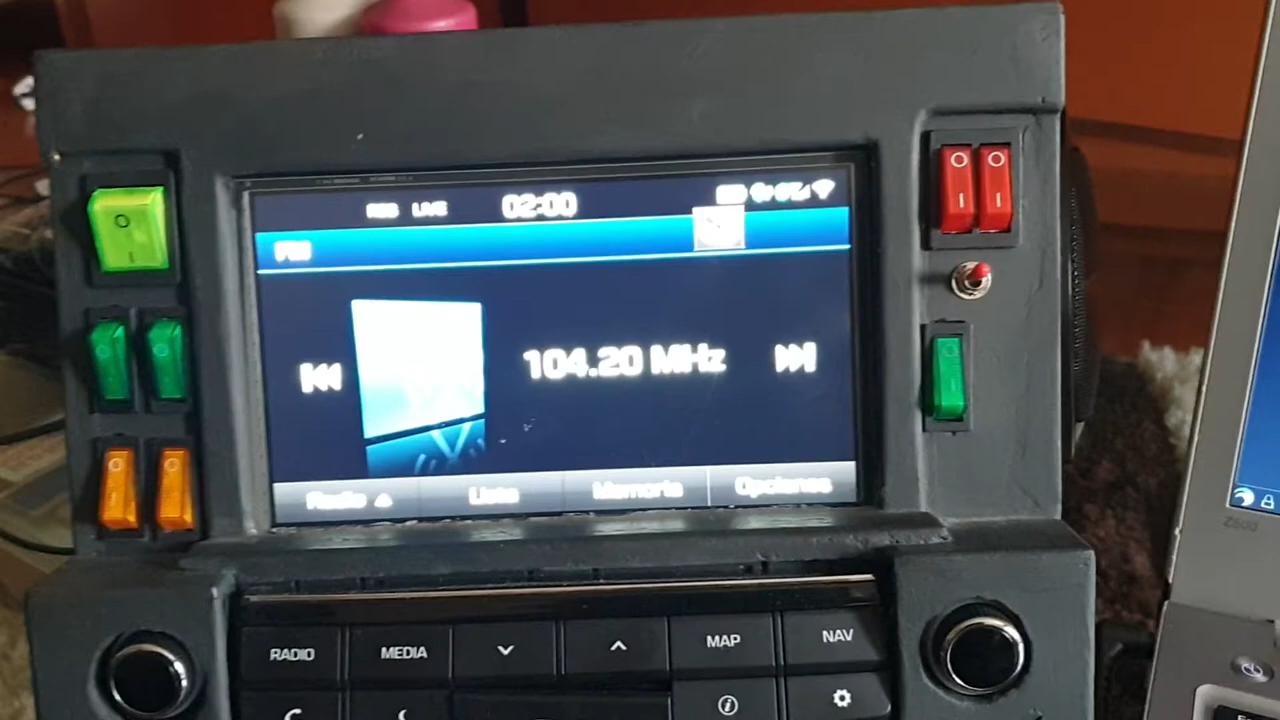 LIVE 02:00
FM
104.20 MHz
Radio Lista Memoria Opciones
RADIO MEDIA MAP NAV